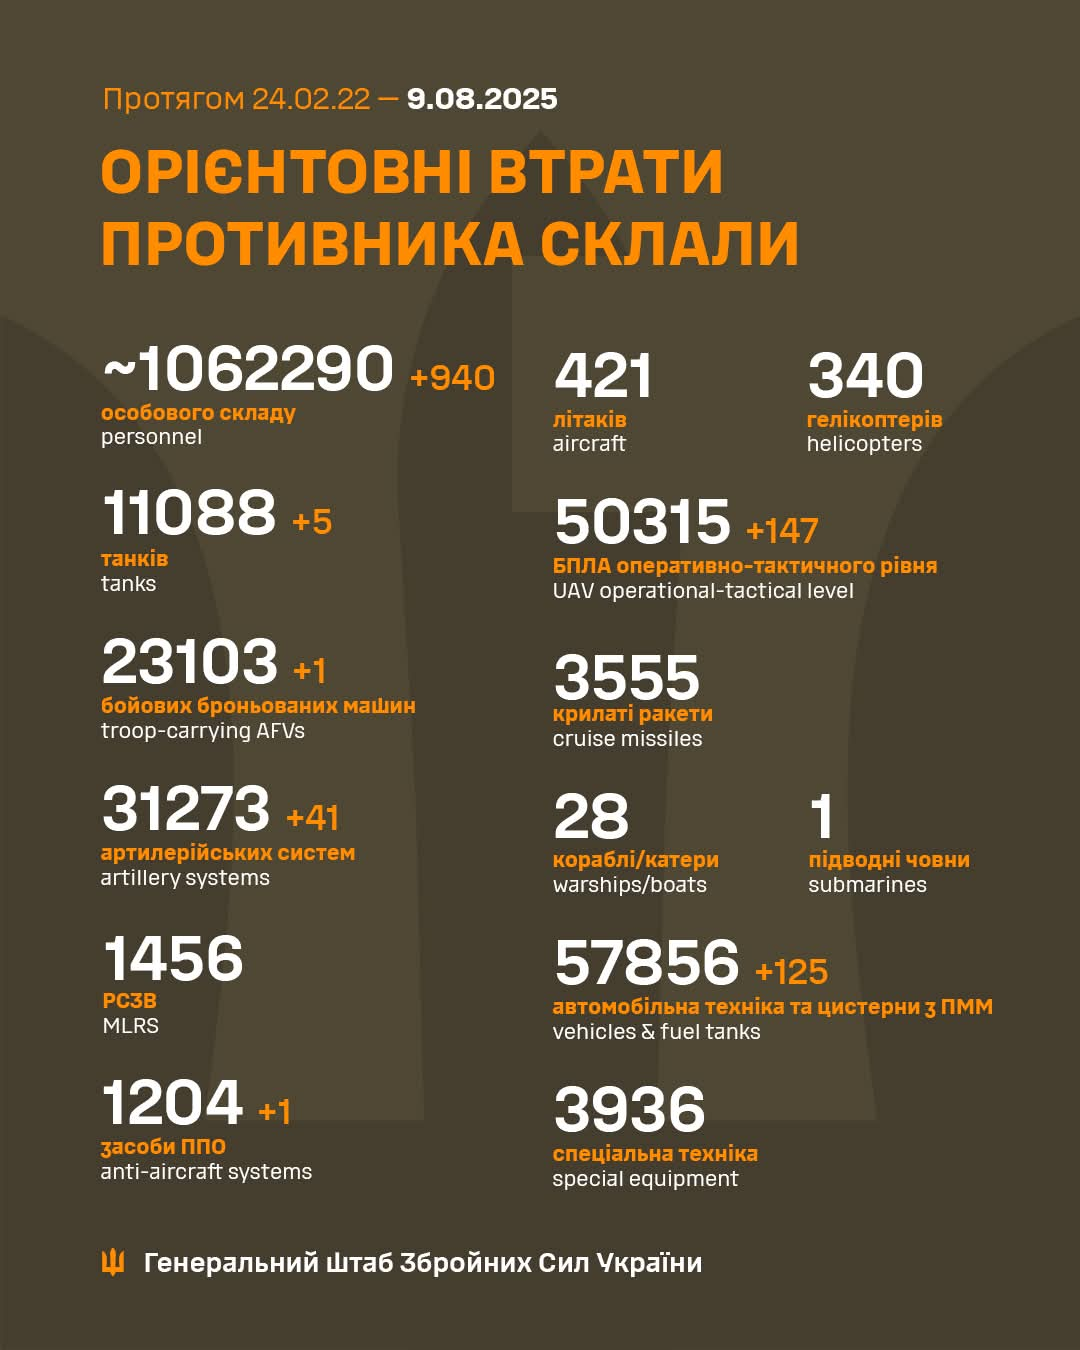 Протягом 24.02.22 — 9.08.2025
ОРІЄНТОВНІ ВТРАТИ
ПРОТИВНИКА СКЛАЛИ
~1062290 +940
особового складу
personnel
421
літаків
aircraft
340
гелікоптерів
helicopters
11088 +5
танків
tanks
50315 +147
БПЛА оперативно-тактичного рівня
UAV operational-tactical level
23103 +1
бойових броньованих машин
troop-carrying AFVs
3555
крилаті ракети
cruise missiles
31273 +41
артилерійських систем
artillery systems
28
кораблі/катери
warships/boats
1
підводні човни
submarines
1456
РСЗВ
MLRS
57856 +125
автомобільна техніка та цистерни з ПММ
vehicles & fuel tanks
1204 +1
засоби ППО
anti-aircraft systems
3936
спеціальна техніка
special equipment
Генеральний штаб Збройних Сил України